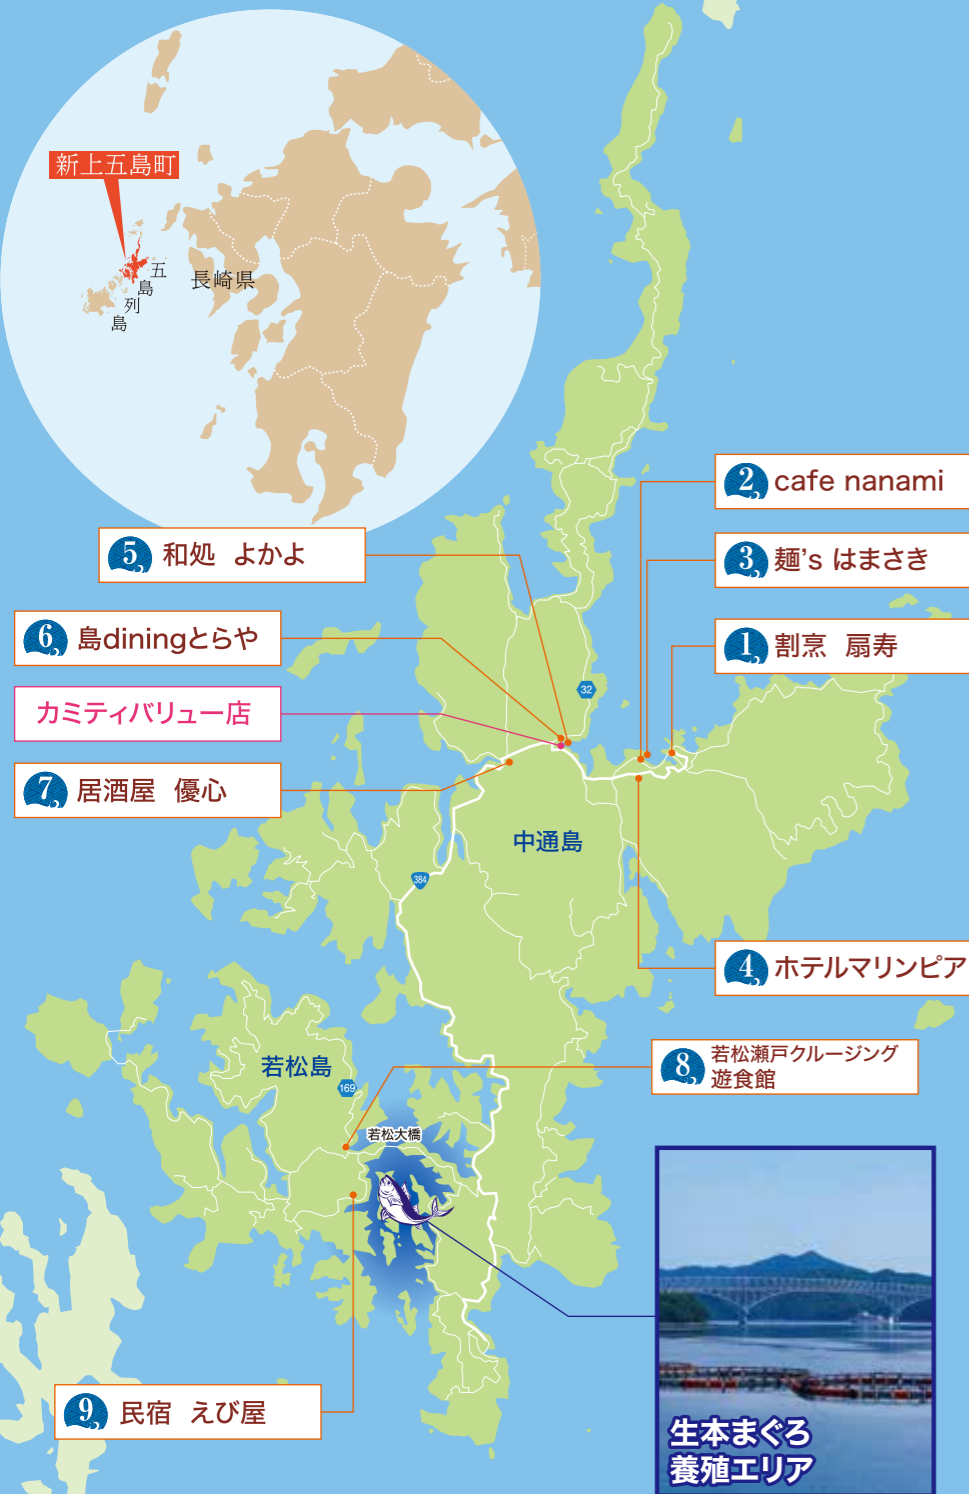 新上五島町
五島列島
長崎県
2 cafe nanami
5 和処 よかよ
3 麺's はまさき
6 島diningとらや
1 割烹 扇寿
32
カミティバリュー店
7 居酒屋 優心
中通島
384
4 ホテルマリンピア
若松島
169
8 若松瀬戸クルージング
遊食館
若松大橋
9 民宿 えび屋
生本まぐろ
養殖エリア